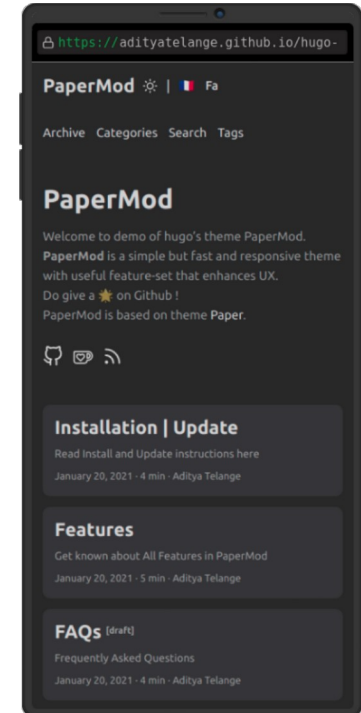 https://adityatelange.github.io/hugo-
PaperMod | Fa
Archive Categories Search Tags
PaperMod
Welcome to demo of hugo's theme PaperMod.
PaperMod is a simple but fast and responsive theme
with useful feature-set that enhances UX.
Do give a 🌟 on Github !
PaperMod is based on theme Paper.
Installation | Update
Read Install and Update instructions here
January 20, 2021 · 4 min · Aditya Telange
Features
Get known about All Features in PaperMod
January 20, 2021 · 5 min · Aditya Telange
FAQs [draft]
Frequently Asked Questions
January 20, 2021 · 4 min · Aditya Telange